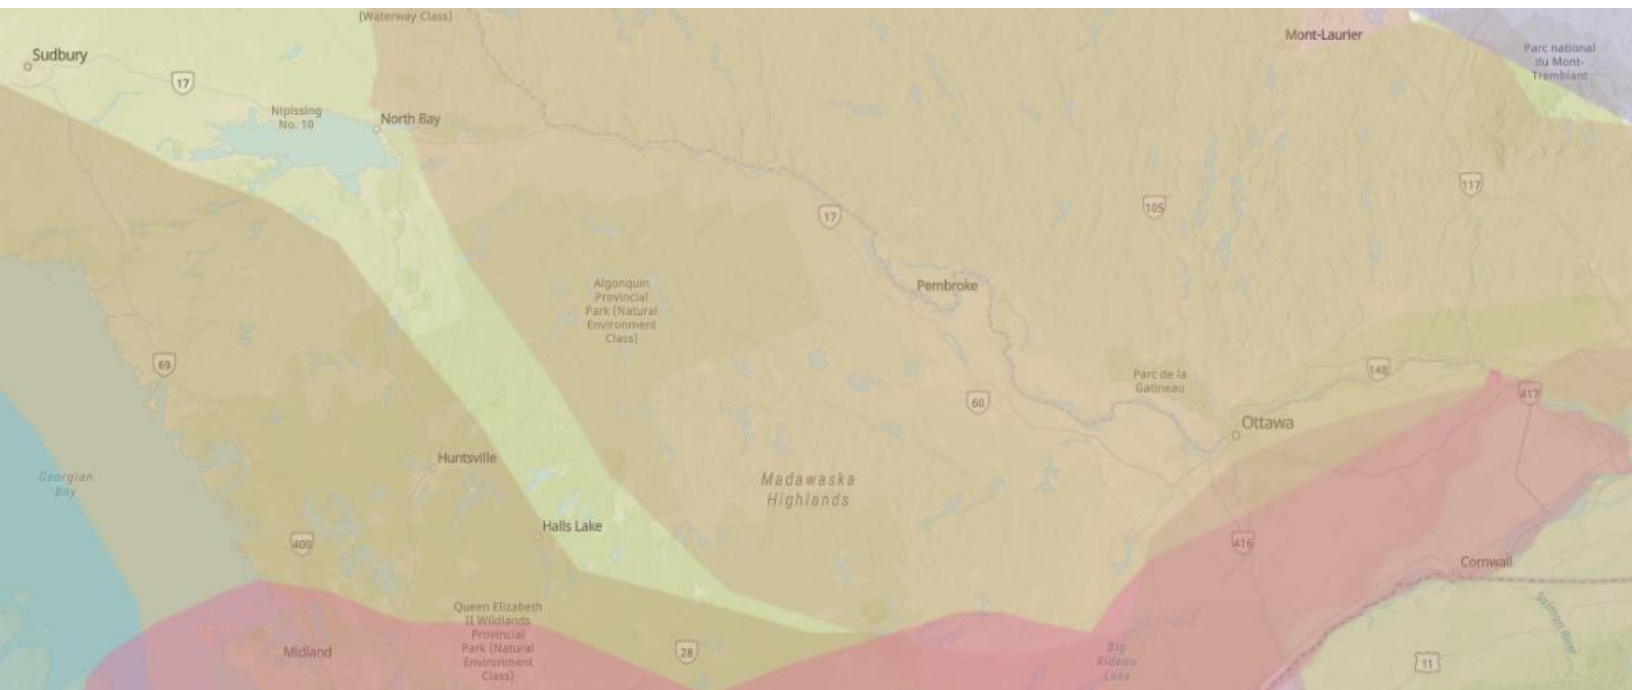 (Waterway Class)
Mont-Laurier
Parc national
du Mont-
Tremblant
Sudbury
17
Nipissing
No. 10
North Bay
117
105
17
Algonquin
Provincial
Park (Natural
Environment
Class)
Pembroke
69
148
Parc de la
Gatineau
417
60
Ottawa
Huntsville
Georgian
Bay
Madawaska
Highlands
Halls Lake
400
416
Cornwall
Salmon River
Queen Elizabeth
II Wildlands
Provincial
Park (Natural
Environment
Class)
Midland
28
Big
Rideau
Lake
11